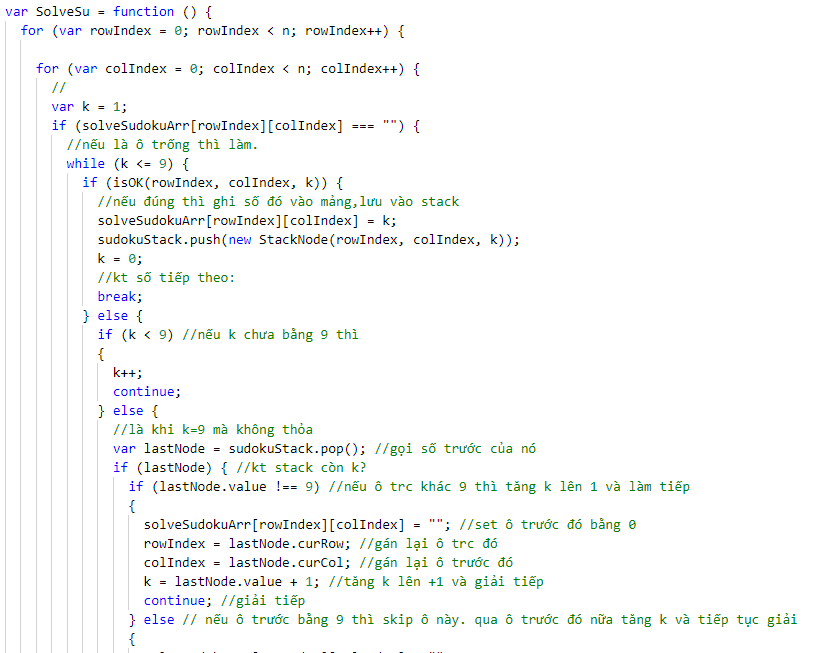 var SolveSu = function () {
for (var rowIndex = 0; rowIndex < n; rowIndex++) {
for (var colIndex = 0; colIndex < n; colIndex++) {
//
var k = 1;
if (solveSudokuArr[rowIndex][colIndex] === "") {
//nếu là ô trống thì làm.
while (k <= 9) {
if (isOK(rowIndex, colIndex, k)) {
//nếu đúng thì ghi số đó vào mảng,lưu vào stack
solveSudokuArr[rowIndex][colIndex] = k;
sudokuStack.push(new StackNode(rowIndex, colIndex, k));
k = 0;
//kt số tiếp theo:
break;
} else {
if (k < 9) //nếu k chưa bằng 9 thì
{
k++;
continue;
} else {
//là khi k=9 mà không thỏa
var lastNode = sudokuStack.pop(); //gọi số trước của nó
if (lastNode) { //kt stack còn k?
if (lastNode.value !== 9) //nếu ô trc khác 9 thì tăng k lên 1 và làm tiếp
{
solveSudokuArr[rowIndex][colIndex] = ""; //set ô trước đó bằng 0
rowIndex = lastNode.curRow; //gán lại ô trc đó
colIndex = lastNode.curCol; //gán lại ô trước đó
k = lastNode.value + 1; //tăng k lên +1 và giải tiếp
continue; //giải tiếp
} else // nếu ô trước bằng 9 thì skip ô này. qua ô trước đó nữa tăng k và tiếp tục giải
{